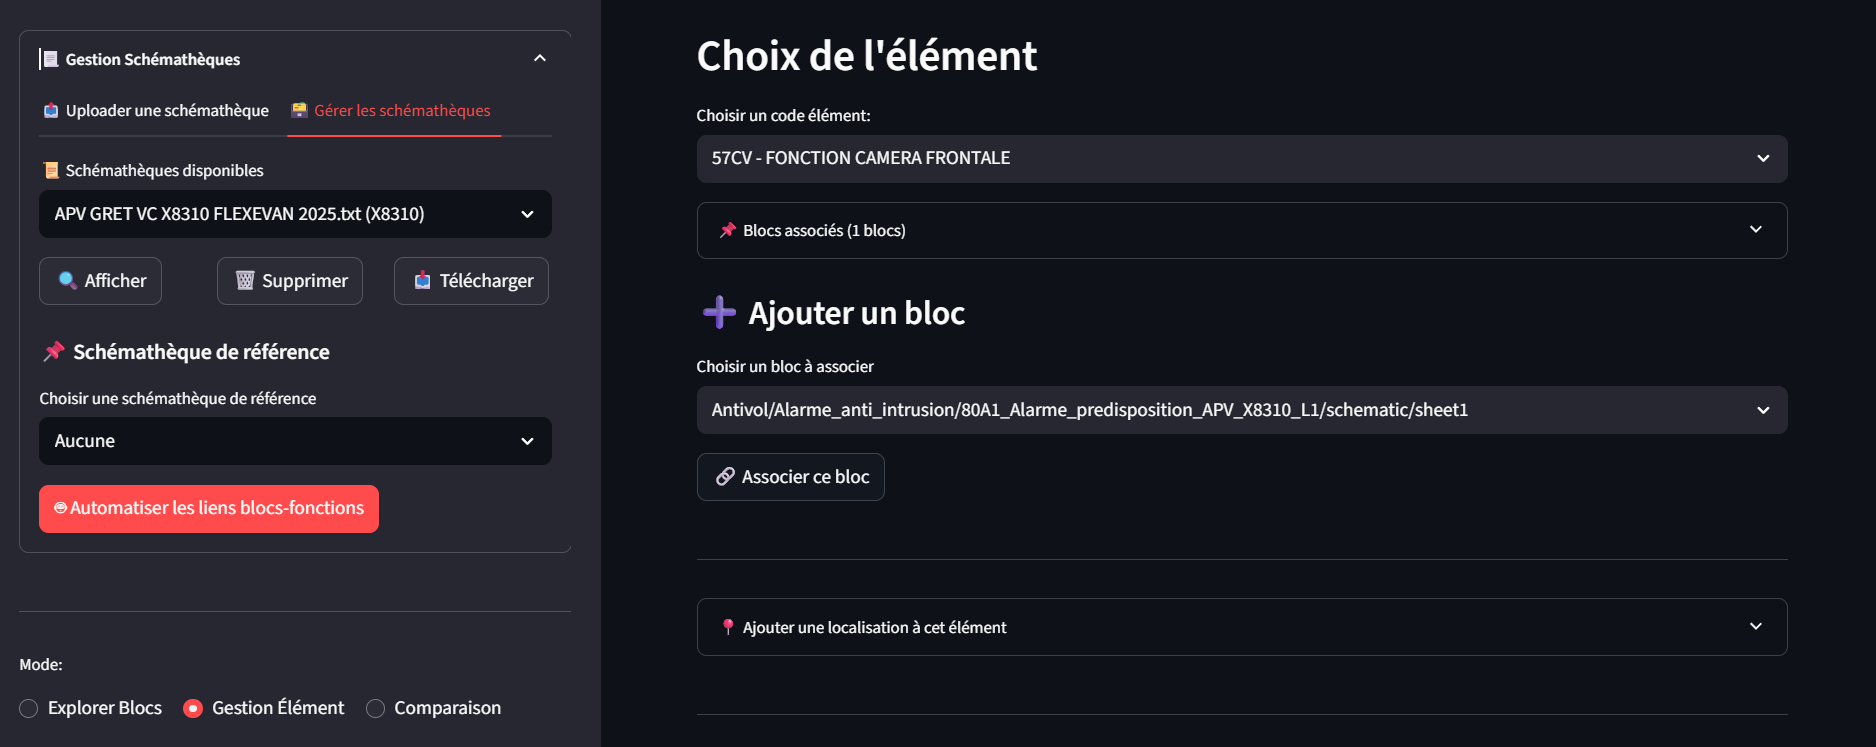 Gestion Schémathèques
Uploader une schémathèque
Gérer les schémathèques
Schémathèques disponibles
APV GRET VC X8310 FLEXEVAN 2025.txt (X8310)
Afficher
Supprimer
Télécharger
Schémathèque de référence
Choisir une schémathèque de référence
Aucune
Automatiser les liens blocs-fonctions
Mode:
Explorer Blocs
Gestion Élément
Comparaison
Choix de l'élément
Choisir un code élément:
57CV - FONCTION CAMERA FRONTALE
Blocs associés (1 blocs)
Ajouter un bloc
Choisir un bloc à associer
Antivol/Alarme_anti_intrusion/80A1_Alarme_predisposition_APV_X8310_L1/schematic/sheet1
Associer ce bloc
Ajouter une localisation à cet élément